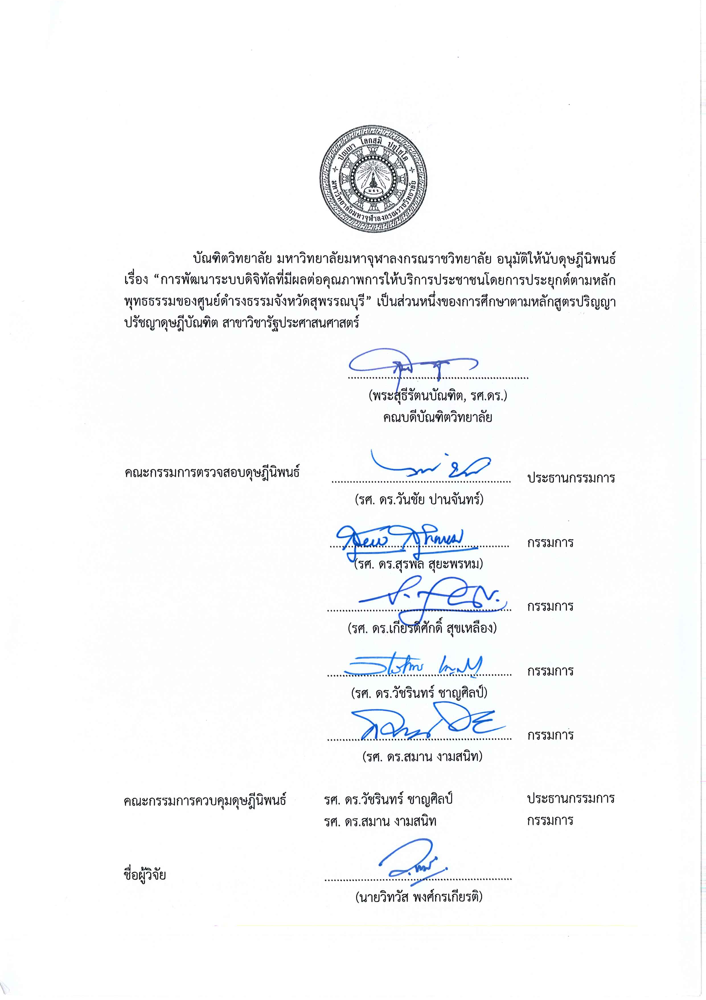 ปญฺญา โลกสฺมิ ปชฺโชโต
มจร
มหาวิทยาลัยมหาจุฬาลงกรณราชวิทยาลัย
บัณฑิตวิทยาลัย มหาวิทยาลัยมหาจุฬาลงกรณราชวิทยาลัย อนุมัติให้นับดุษฎีนิพนธ์
เรื่อง “การพัฒนาระบบดิจิทัลที่มีผลต่อคุณภาพการให้บริการประชาชนโดยการประยุกต์ตามหลัก
พุทธธรรมของศูนย์ดำรงธรรมจังหวัดสุพรรณบุรี” เป็นส่วนหนึ่งของการศึกษาตามหลักสูตรปริญญา
ปรัชญาดุษฎีบัณฑิต สาขาวิชารัฐประศาสนศาสตร์
(พระสุธีรัตนบัณฑิต, รศ.ดร.)
คณบดีบัณฑิตวิทยาลัย
คณะกรรมการตรวจสอบดุษฎีนิพนธ์ ประธานกรรมการ
(รศ. ดร.วันชัย ปานจันทร์)
กรรมการ
(รศ. ดร.สุรพล สุยะพรหม)
กรรมการ
(รศ. ดร.เกียรติศักดิ์ สุขเหลือง)
กรรมการ
(รศ. ดร.วัชรินทร์ ชาญศิลป์)
กรรมการ
(รศ. ดร.สมาน งามสนิท)
คณะกรรมการควบคุมดุษฎีนิพนธ์ รศ. ดร.วัชรินทร์ ชาญศิลป์ ประธานกรรมการ
รศ. ดร.สมาน งามสนิท กรรมการ
ชื่อผู้วิจัย
(นายวิทวัส พงศ์กรเกียรติ)